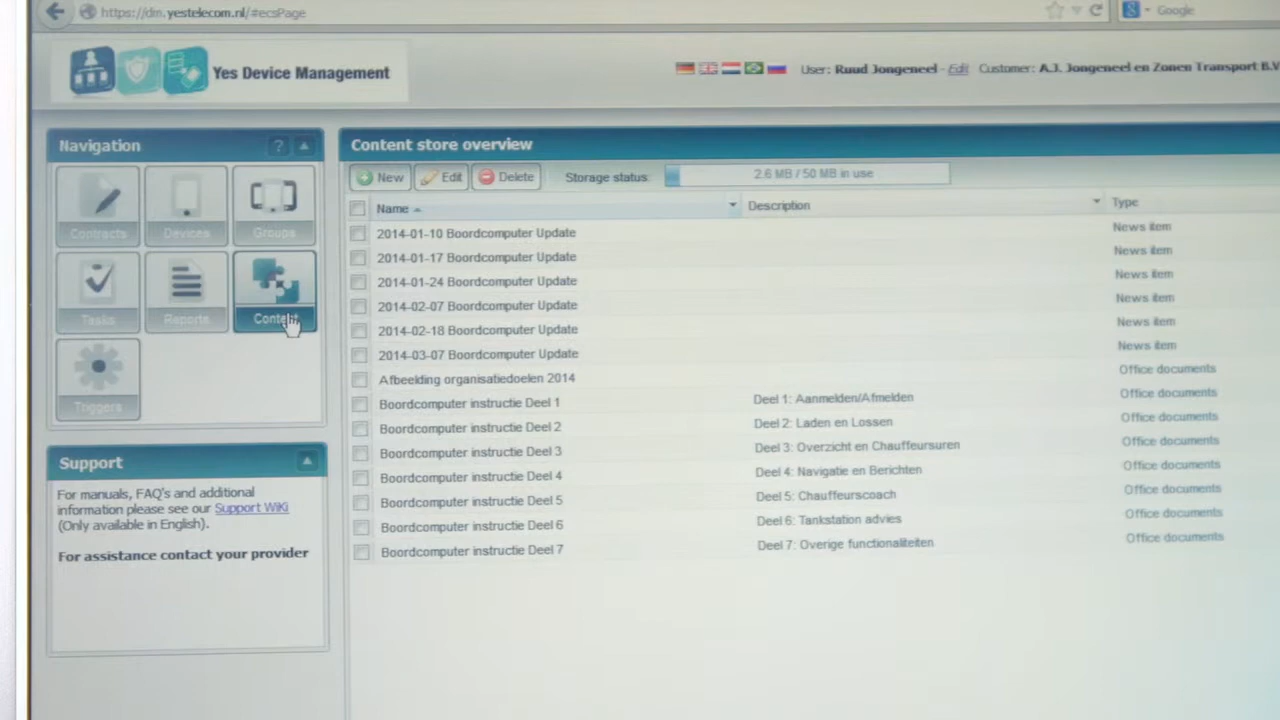 https://dm.yestelecom.nl/#ecsPage
Google
Yes Device Management
User: Ruud Jongeneel - Edit Customer: A.J. Jongeneel en Zonen Transport B.V
Navigation
?
Contracts Devices Groups
Tasks Reports Content
Triggers
Support
For manuals, FAQ's and additional
information please see our Support Wiki
(Only available in English).
For assistance contact your provider
Content store overview
New Edit Delete Storage status: 2.6 MB / 50 MB in use
Name Description Type
2014-01-10 Boordcomputer Update News item
2014-01-17 Boordcomputer Update News item
2014-01-24 Boordcomputer Update News item
2014-02-07 Boordcomputer Update News item
2014-02-18 Boordcomputer Update News item
2014-03-07 Boordcomputer Update News item
Afbeelding organisatiedoelen 2014 Office documents
Boordcomputer instructie Deel 1 Deel 1: Aanmelden/Afmelden Office documents
Boordcomputer instructie Deel 2 Deel 2: Laden en Lossen Office documents
Boordcomputer instructie Deel 3 Deel 3: Overzicht en Chauffeursuren Office documents
Boordcomputer instructie Deel 4 Deel 4: Navigatie en Berichten Office documents
Boordcomputer instructie Deel 5 Deel 5: Chauffeurscoach Office documents
Boordcomputer instructie Deel 6 Deel 6: Tankstation advies Office documents
Boordcomputer instructie Deel 7 Deel 7: Overige functionaliteiten Office documents